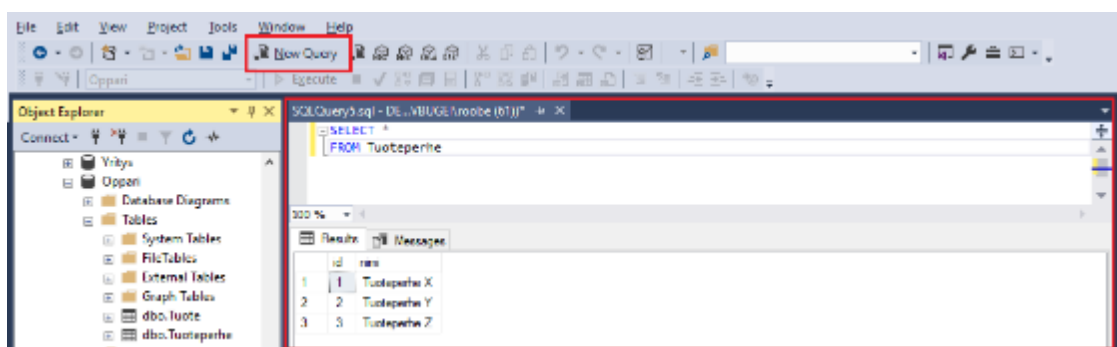 File Edit View Project Tools Window Help
New Query
Oppari Execute
Object Explorer
Connect
Yritys
Oppari
Database Diagrams
Tables
System Tables
FileTables
External Tables
Graph Tables
dbo.Tuote
dbo.Tuoteperhe
SQLQuery5.sql - DE...VBUGE\roobe (61))*
SELECT *
FROM Tuoteperhe
100 %
Results Messages
id nimi
1 1 Tuoteperhe X
2 2 Tuoteperhe Y
3 3 Tuoteperhe Z